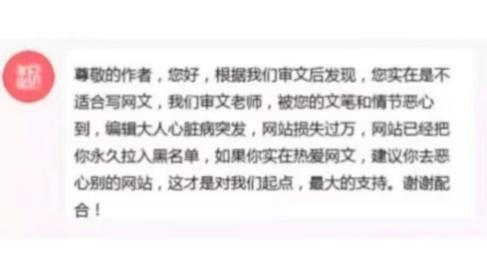 尊敬的作者，您好，根据我们审文后发现，您实在是不
适合写网文，我们审文老师，被您的文笔和情节恶心
到，编辑大人心脏病突发，网站损失过万，网站已经把
你永久拉入黑名单，如果你实在热爱网文，建议你去恶
心别的网站，这才是对我们起点，最大的支持。谢谢配
合！